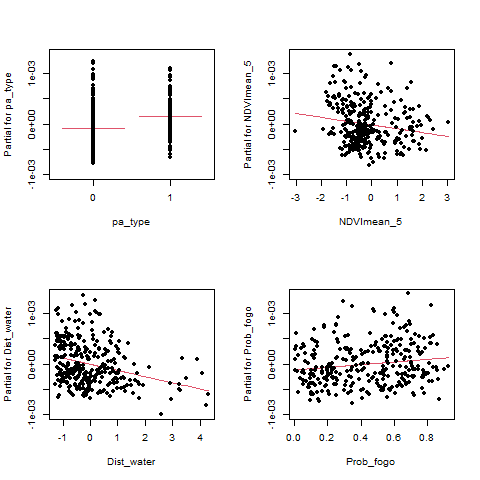 Partial for pa_type
1e-03
0e+00
-1e-03
0 1
pa_type
Partial for NDVImean_5
1e-03
0e+00
-1e-03
-3 -2 -1 0 1 2 3
NDVImean_5
Partial for Dist_water
1e-03
0e+00
-1e-03
-1 0 1 2 3 4
Dist_water
Partial for Prob_fogo
1e-03
0e+00
-1e-03
0.0 0.2 0.4 0.6 0.8
Prob_fogo